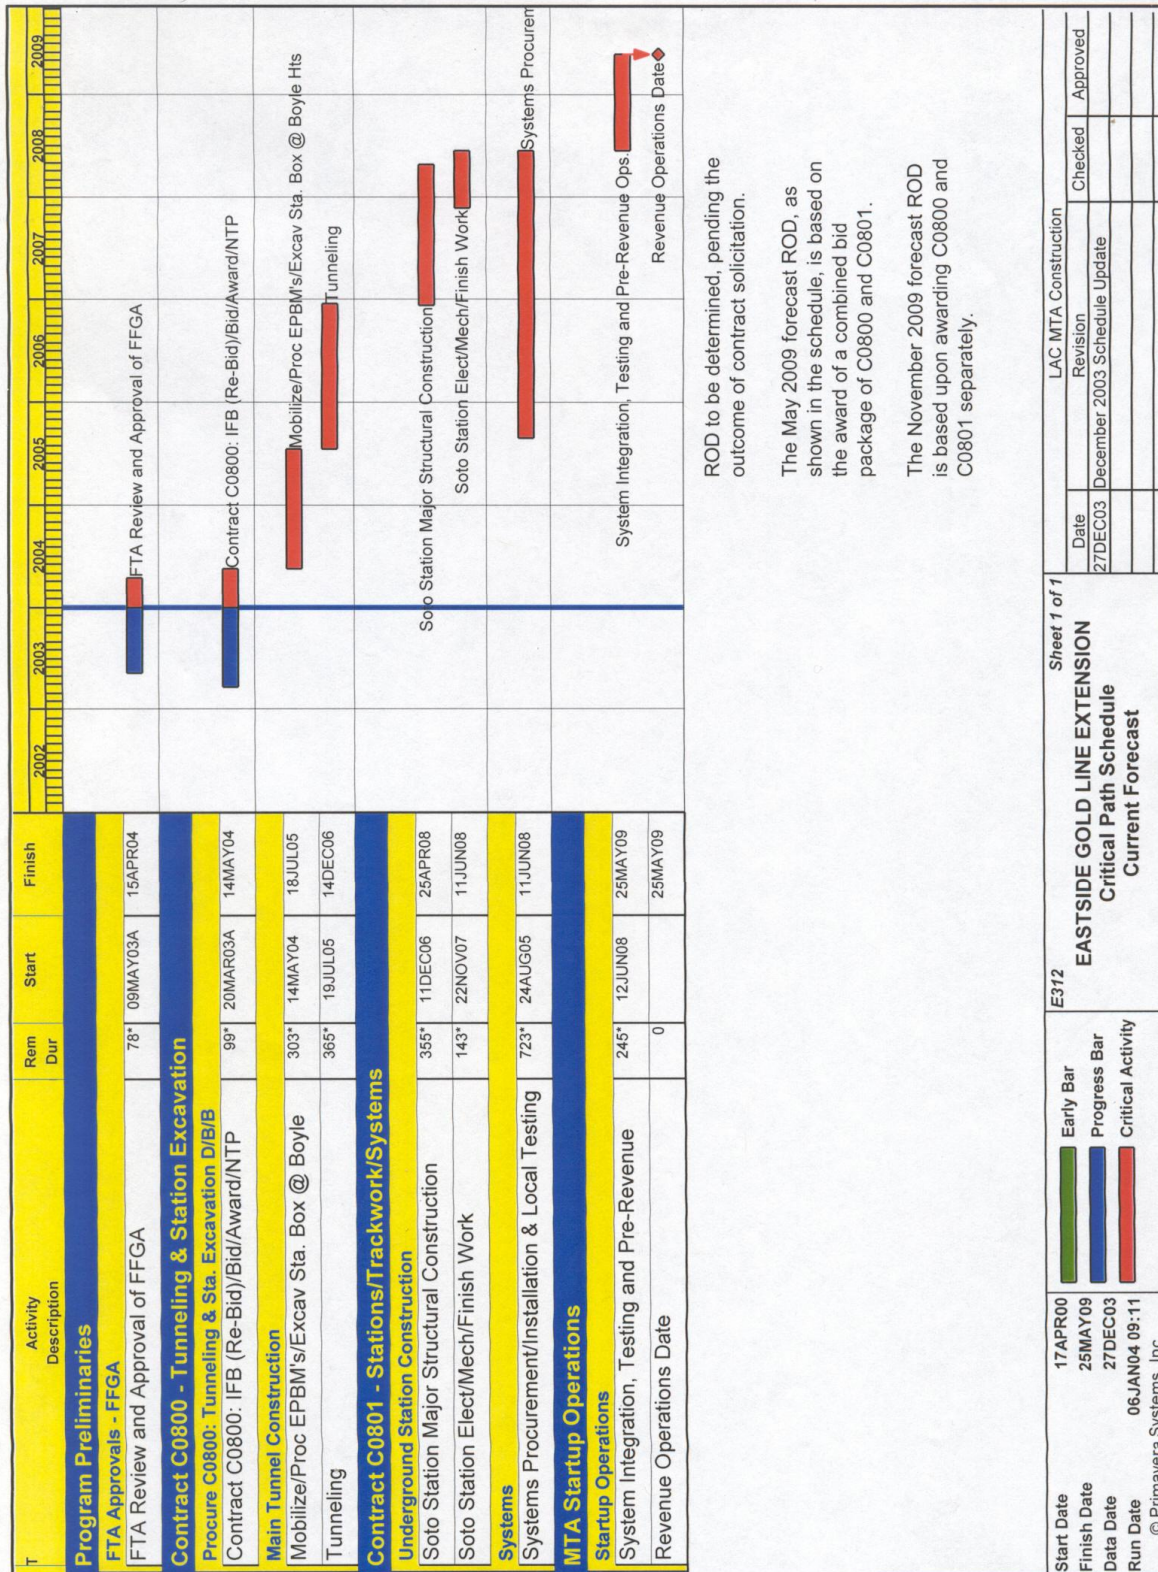 T Activity Description Rem Dur Start Finish 2002 2003 2004 2005 2006 2007 2008 2009
Program Preliminaries
FTA Approvals - FFGA
FTA Review and Approval of FFGA 78* 09MAY03A 15APR04 FTA Review and Approval of FFGA
Contract C0800 - Tunneling & Station Excavation
Procure C0800: Tunneling & Sta. Excavation D/B/B
Contract C0800: IFB (Re-Bid)/Bid/Award/NTP 99* 20MAR03A 14MAY04 Contract C0800: IFB (Re-Bid)/Bid/Award/NTP
Main Tunnel Construction
Mobilize/Proc EPBM's/Excav Sta. Box @ Boyle 303* 14MAY04 18JUL05 Mobilize/Proc EPBM's/Excav Sta. Box @ Boyle Hts
Tunneling 365* 19JUL05 14DEC06 Tunneling
Contract C0801 - Stations/Trackwork/Systems
Underground Station Construction
Soto Station Major Structural Construction 355* 11DEC06 25APR08 Soto Station Major Structural Construction
Soto Station Elect/Mech/Finish Work 143* 22NOV07 11JUN08 Soto Station Elect/Mech/Finish Work
Systems
Systems Procurement/Installation & Local Testing 723* 24AUG05 11JUN08 Systems Procurem
MTA Startup Operations
Startup Operations
System Integration, Testing and Pre-Revenue 245* 12JUN08 25MAY09 System Integration, Testing and Pre-Revenue Ops.
Revenue Operations Date 0 25MAY09 Revenue Operations Date
ROD to be determined, pending the
outcome of contract solicitation.
The May 2009 forecast ROD, as
shown in the schedule, is based on
the award of a combined bid
package of C0800 and C0801.
The November 2009 forecast ROD
is based upon awarding C0800 and
C0801 separately.
Start Date 17APR00
Finish Date 25MAY09
Data Date 27DEC03
Run Date 06JAN04 09:11
© Primavera Systems, Inc.
Early Bar
Progress Bar
Critical Activity
E312 Sheet 1 of 1
EASTSIDE GOLD LINE EXTENSION
Critical Path Schedule
Current Forecast
LAC MTA Construction
Date Revision Checked Approved
27DEC03 December 2003 Schedule Update